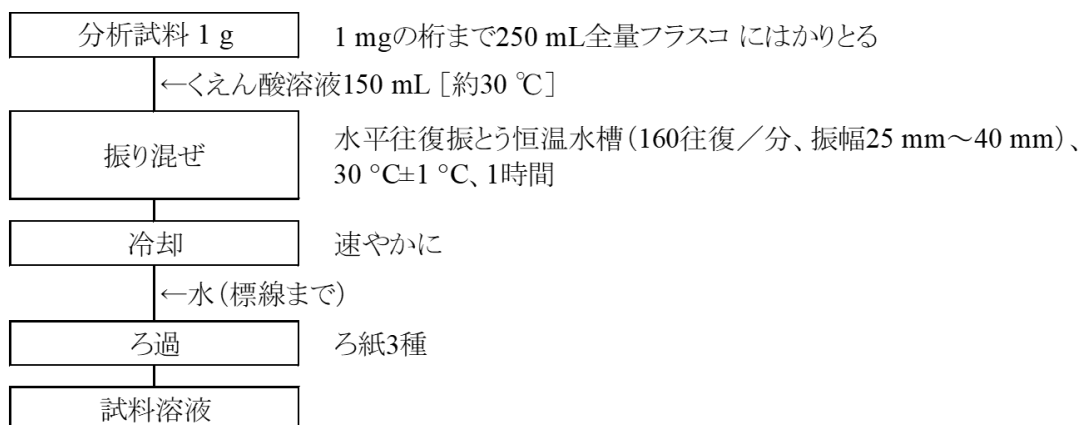 分析試料 1 g
1 mgの桁まで250 mL全量フラスコ にはかりとる
←くえん酸溶液150 mL [約30 ℃]
振り混ぜ
水平往復振とう恒温水槽(160往復／分、振幅25 mm～40 mm)、
30 °C±1 °C、1時間
冷却
速やかに
←水(標線まで)
ろ過
ろ紙3種
試料溶液